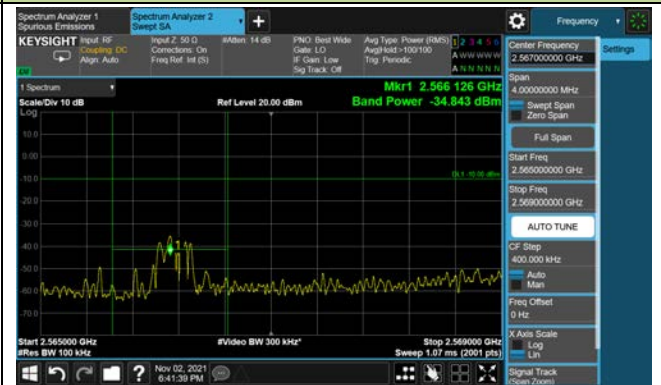 Spectrum Analyzer 1
Spurious Emissions
Spectrum Analyzer 2
Swept SA
+
Frequency
KEYSIGHT
Input: RF
Coupling: DC
Align: Auto
Input Z: 50 Ω
Corrections: On
Freq Ref: Int (S)
#Atten: 14 dB
PNO: Best Wide
Gate: LO
IF Gain: Low
Sig Track: Off
Avg Type: Power (RMS)
Avg|Hold:>100/100
Trig: Periodic
1 2 3 4 5 6
A W W W W W
A N N N N N
1 Spectrum
Scale/Div 10 dB
Log
Ref Level 20.00 dBm
Mkr1 2.566 126 GHz
Band Power -34.843 dBm
10.0
0.00
-10.0
-20.0
-30.0
-40.0
-50.0
-60.0
-70.0
DL1 -10.00 dBm
Start 2.565000 GHz
#Res BW 100 kHz
#Video BW 300 kHz*
Stop 2.569000 GHz
Sweep 1.07 ms (2001 pts)
Nov 02, 2021
6:41:39 PM
Center Frequency
2.567000000 GHz
Settings
Span
4.00000000 MHz
Swept Span
Zero Span
Full Span
Start Freq
2.565000000 GHz
Stop Freq
2.569000000 GHz
AUTO TUNE
CF Step
400.000 kHz
Auto
Man
Freq Offset
0 Hz
X Axis Scale
Log
Lin
Signal Track
(Span Zoom)